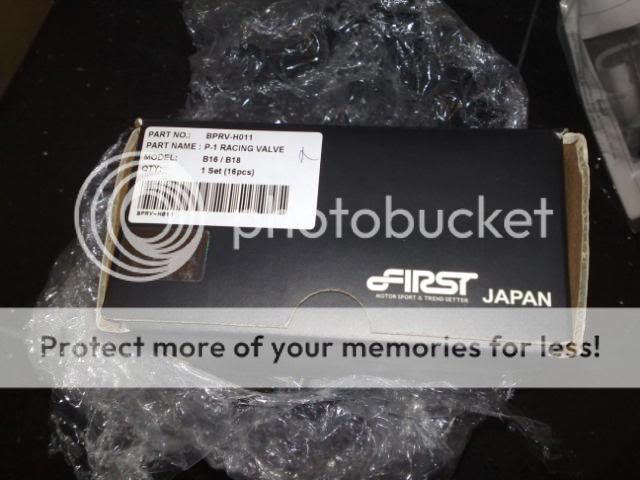 PART NO.: BPRV-H011
PART NAME : P-1 RACING VALVE
MODEL: B16 / B18
QTY: 1 Set (16pcs)
BPRV-H011
photobucket
FIRST
MOTOR SPORT & TREND SETTER
JAPAN
Protect more of your memories for less!